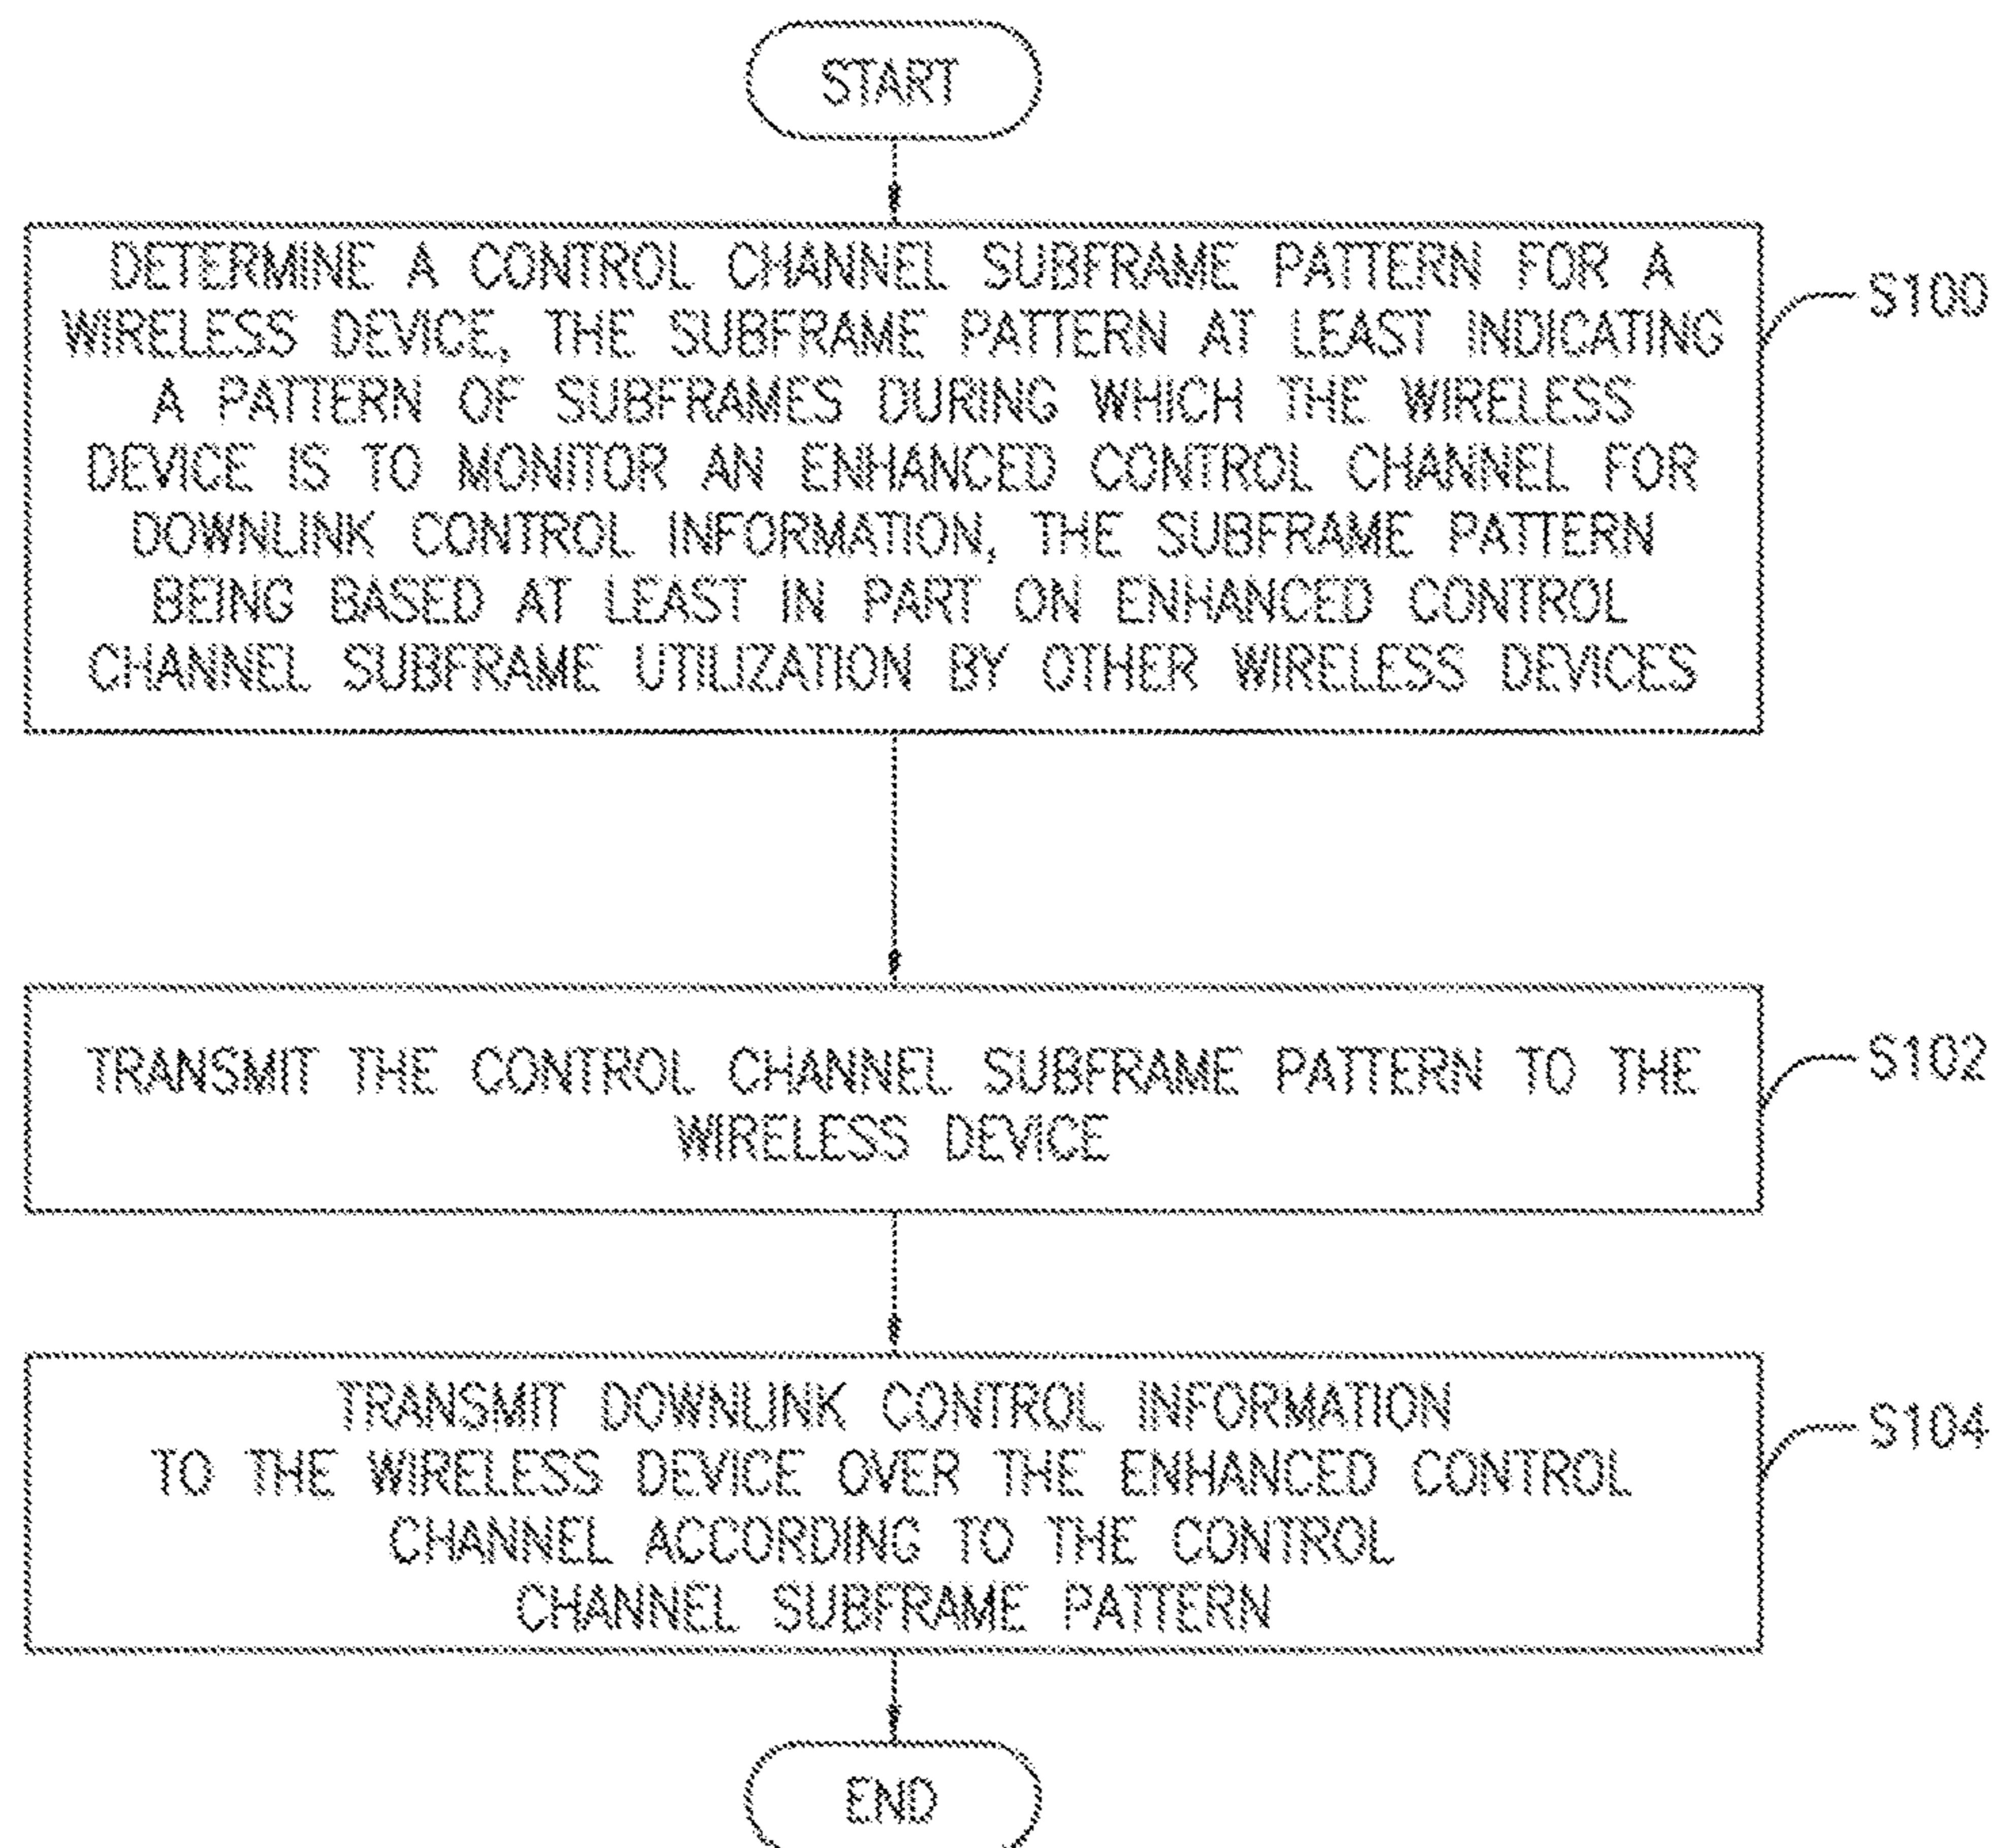 START
DETERMINE A CONTROL CHANNEL SUBFRAME PATTERN FOR A
WIRELESS DEVICE, THE SUBFRAME PATTERN AT LEAST INDICATING
A PATTERN OF SUBFRAMES DURING WHICH THE WIRELESS
DEVICE IS TO MONITOR AN ENHANCED CONTROL CHANNEL FOR
DOWNLINK CONTROL INFORMATION, THE SUBFRAME PATTERN
BEING BASED AT LEAST IN PART ON ENHANCED CONTROL
CHANNEL SUBFRAME UTILIZATION BY OTHER WIRELESS DEVICES
S100
TRANSMIT THE CONTROL CHANNEL SUBFRAME PATTERN TO THE
WIRELESS DEVICE
S102
TRANSMIT DOWNLINK CONTROL INFORMATION
TO THE WIRELESS DEVICE OVER THE ENHANCED CONTROL
CHANNEL ACCORDING TO THE CONTROL
CHANNEL SUBFRAME PATTERN
S104
END